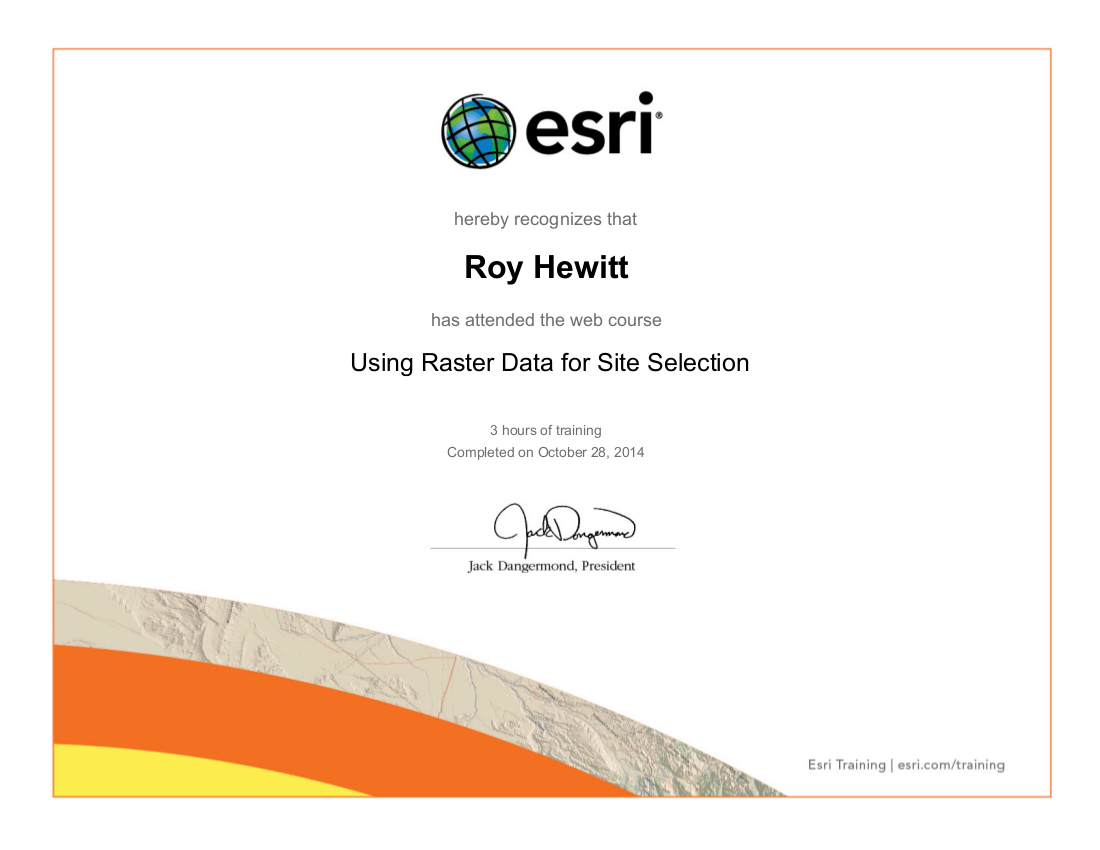 esri®
hereby recognizes that
Roy Hewitt
has attended the web course
Using Raster Data for Site Selection
3 hours of training
Completed on October 28, 2014
Jack Dangermond
Jack Dangermond, President
Esri Training | esri.com/training